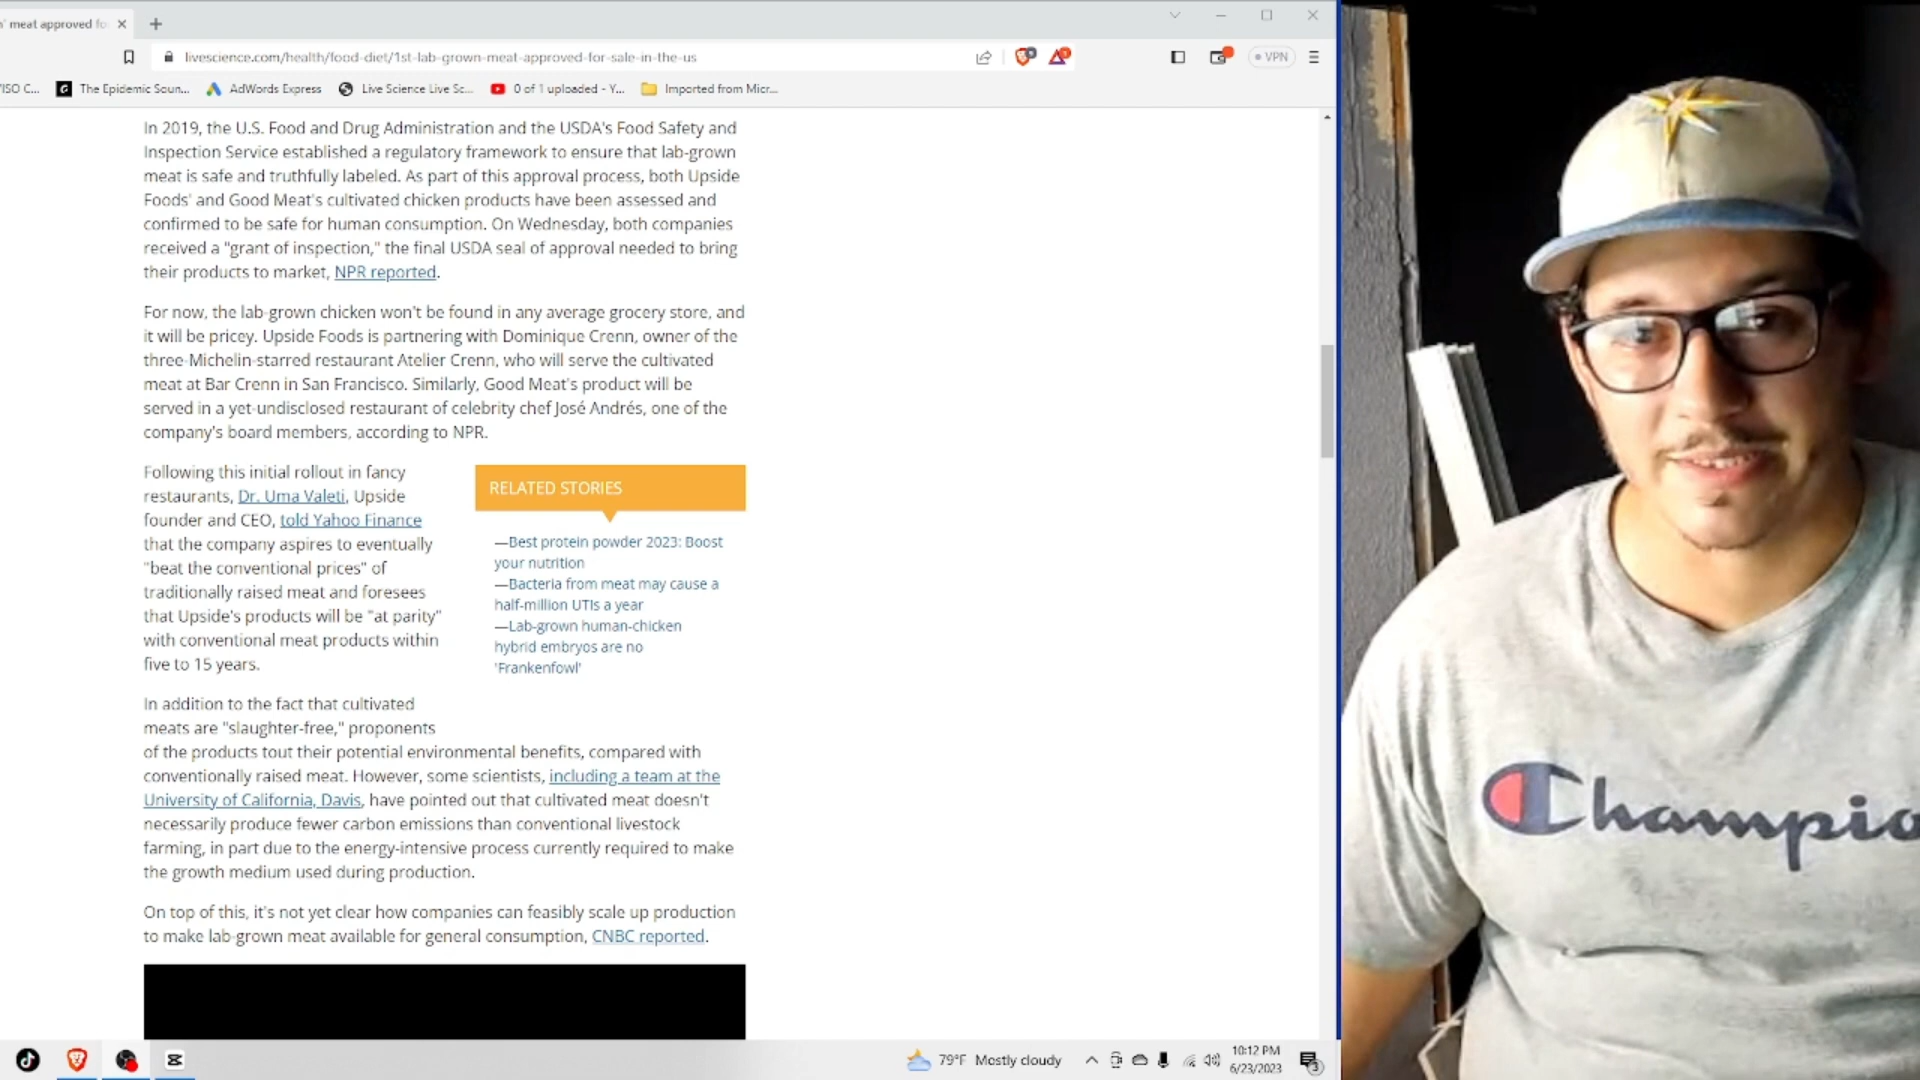 ' meat approved fo
livescience.com/health/food-diet/1st-lab-grown-meat-approved-for-sale-in-the-us
VPN
ISO C...
The Epidemic Soun...
AdWords Express
Live Science Live Sc...
0 of 1 uploaded - Y...
Imported from Micr...
In 2019, the U.S. Food and Drug Administration and the USDA's Food Safety and
Inspection Service established a regulatory framework to ensure that lab-grown
meat is safe and truthfully labeled. As part of this approval process, both Upside
Foods' and Good Meat's cultivated chicken products have been assessed and
confirmed to be safe for human consumption. On Wednesday, both companies
received a "grant of inspection," the final USDA seal of approval needed to bring
their products to market, NPR reported.
For now, the lab-grown chicken won't be found in any average grocery store, and
it will be pricey. Upside Foods is partnering with Dominique Crenn, owner of the
three-Michelin-starred restaurant Atelier Crenn, who will serve the cultivated
meat at Bar Crenn in San Francisco. Similarly, Good Meat's product will be
served in a yet-undisclosed restaurant of celebrity chef José Andrés, one of the
company's board members, according to NPR.
Following this initial rollout in fancy
restaurants, Dr. Uma Valeti, Upside
founder and CEO, told Yahoo Finance
that the company aspires to eventually
"beat the conventional prices" of
traditionally raised meat and foresees
that Upside's products will be "at parity"
with conventional meat products within
five to 15 years.
RELATED STORIES
—Best protein powder 2023: Boost
your nutrition
—Bacteria from meat may cause a
half-million UTIs a year
—Lab-grown human-chicken
hybrid embryos are no
'Frankenfowl'
In addition to the fact that cultivated
meats are "slaughter-free," proponents
of the products tout their potential environmental benefits, compared with
conventionally raised meat. However, some scientists, including a team at the
University of California, Davis, have pointed out that cultivated meat doesn't
necessarily produce fewer carbon emissions than conventional livestock
farming, in part due to the energy-intensive process currently required to make
the growth medium used during production.
On top of this, it's not yet clear how companies can feasibly scale up production
to make lab-grown meat available for general consumption, CNBC reported.
79°F Mostly cloudy
10:12 PM
6/23/2023
3
Champio